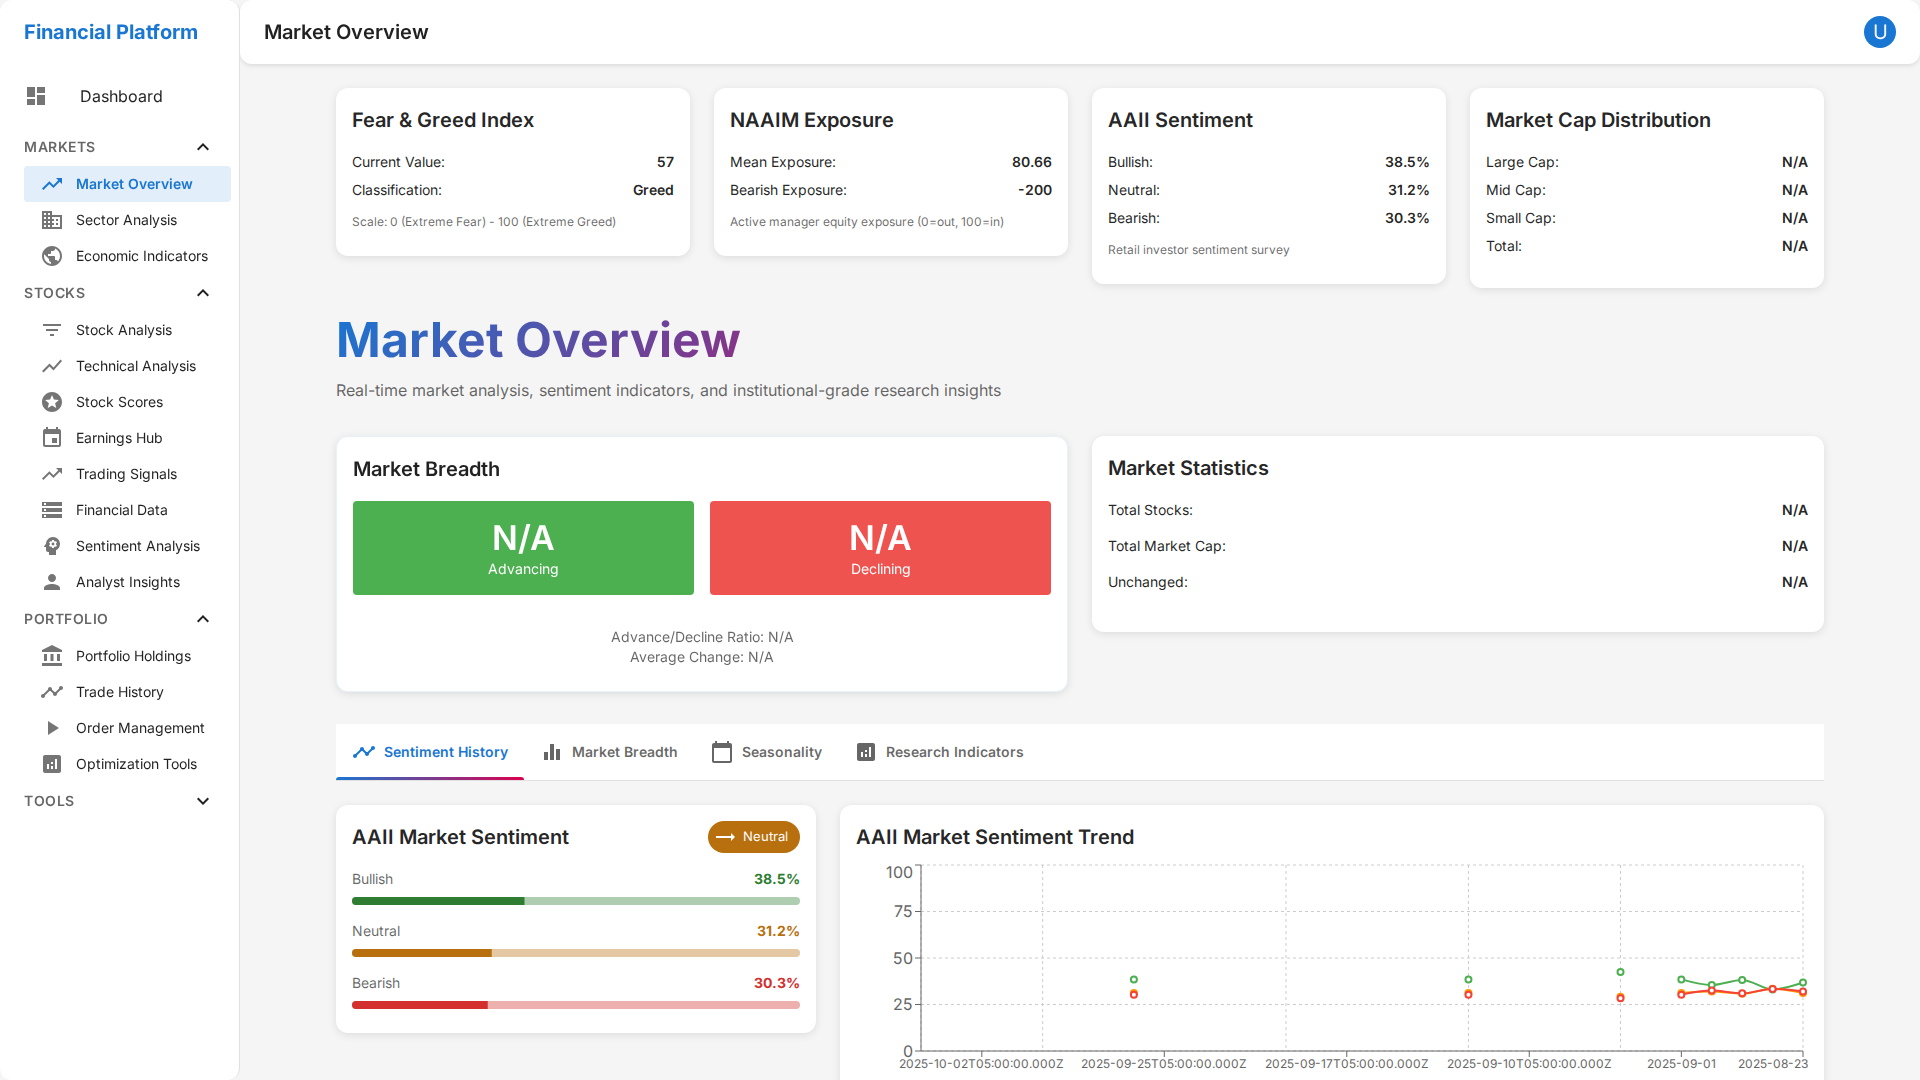 Financial Platform
Market Overview
U
Dashboard
MARKETS
Market Overview
Sector Analysis
Economic Indicators
STOCKS
Stock Analysis
Technical Analysis
Stock Scores
Earnings Hub
Trading Signals
Financial Data
Sentiment Analysis
Analyst Insights
PORTFOLIO
Portfolio Holdings
Trade History
Order Management
Optimization Tools
TOOLS
Fear & Greed Index
Current Value: 57
Classification: Greed
Scale: 0 (Extreme Fear) - 100 (Extreme Greed)
NAAIM Exposure
Mean Exposure: 80.66
Bearish Exposure: -200
Active manager equity exposure (0=out, 100=in)
AAII Sentiment
Bullish: 38.5%
Neutral: 31.2%
Bearish: 30.3%
Retail investor sentiment survey
Market Cap Distribution
Large Cap: N/A
Mid Cap: N/A
Small Cap: N/A
Total: N/A
Market Overview
Real-time market analysis, sentiment indicators, and institutional-grade research insights
Market Breadth
N/A
Advancing
N/A
Declining
Advance/Decline Ratio: N/A
Average Change: N/A
Market Statistics
Total Stocks: N/A
Total Market Cap: N/A
Unchanged: N/A
Sentiment History
Market Breadth
Seasonality
Research Indicators
AAII Market Sentiment
Neutral
Bullish 38.5%
Neutral 31.2%
Bearish 30.3%
AAII Market Sentiment Trend
100
75
50
25
0
2025-10-02T05:00:00.000Z 2025-09-25T05:00:00.000Z 2025-09-17T05:00:00.000Z 2025-09-10T05:00:00.000Z 2025-09-01 2025-08-23